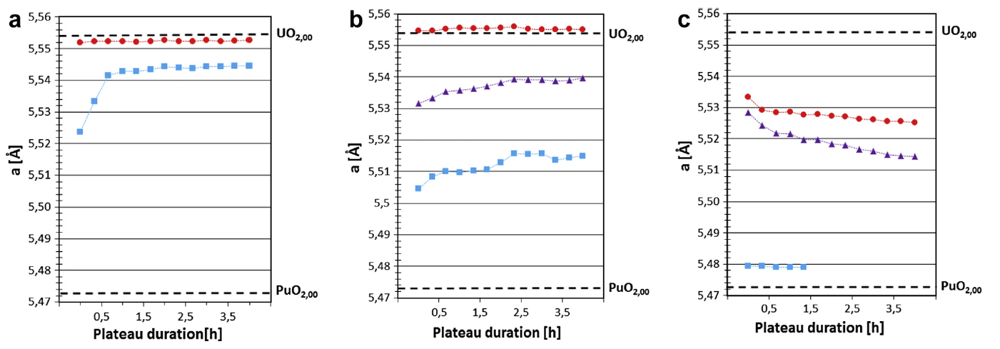 a
5,56
5,55
5,54
5,53
5,52
5,51
5,50
5,49
5,48
5,47
a [Å]
UO2,00
PuO2,00
0,5 1,5 2,5 3,5
Plateau duration[h]
b
5,56
5,55
5,54
5,53
5,52
5,51
5,5
5,49
5,48
5,47
a [Å]
UO2,00
PuO2,00
0,5 1,5 2,5 3,5
Plateau duration [h]
c
5,56
5,55
5,54
5,53
5,52
5,51
5,50
5,49
5,48
5,47
a [Å]
UO2,00
PuO2,00
0,5 1,5 2,5 3,5
Plateau duration [h]